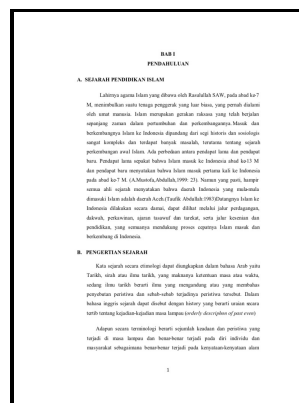 BAB I
PENDAHULUAN
A. SEJARAH PENDIDIKAN ISLAM
Lahirnya agama Islam yang dibawa oleh Rasulullah SAW, pada abad ke-7
M, menimbulkan suatu tenaga penggerak yang luar biasa, yang pernah dialami
oleh umat manusia. Islam merupakan gerakan raksasa yang telah berjalan
sepanjang zaman dalam pertumbuhan dan perkembangannya.Masuk dan
berkembangnya Islam ke Indonesia dipandang dari segi historis dan sosiologis
sangat kompleks dan terdapat banyak masalah, terutama tentang sejarah
perkembangan awal Islam. Ada perbedaan antara pendapat lama dan pendapat
baru. Pendapat lama sepakat bahwa Islam masuk ke Indonesia abad ke-13 M
dan pendapat baru menyatakan bahwa Islam masuk pertama kali ke Indonesia
pada abad ke-7 M. (A.Mustofa,Abdullah,1999: 23). Namun yang pasti, hampir
semua ahli sejarah menyatakan bahwa daerah Indonesia yang mula-mula
dimasuki Islam adalah daerah Aceh.(Taufik Abdullah:1983)Datangnya Islam ke
Indonesia dilakukan secara damai, dapat dilihat melalui jalur perdagangan,
dakwah, perkawinan, ajaran tasawuf dan tarikat, serta jalur kesenian dan
pendidikan, yang semuanya mendukung proses cepatnya Islam masuk dan
berkembang di Indonesia.
B. PENGERTIAN SEJARAH
Kata sejarah secara etimologi dapat diungkapkan dalam bahasa Arab yaitu
Tarikh, sirah atau ilmu tarikh, yang maknanya ketentuan masa atau waktu,
sedang ilmu tarikh berarti ilmu yang mengandung atau yang membahas
penyebutan peristiwa dan sebab-sebab terjadinya peristiwa tersebut. Dalam
bahasa inggris sejarah dapat disebut dengan history yang berarti uraian secara
tertib tentang kejadian-kejadian masa lampau (orderly description of past even)
Adapun secara terminologi berarti sejumlah keadaan dan peristiwa yang
terjadi di masa lampau dan benar-benar terjadi pada diri individu dan
masyarakat sebagaimana benar-benar terjadi pada kenyataan-kenyataan alam
1